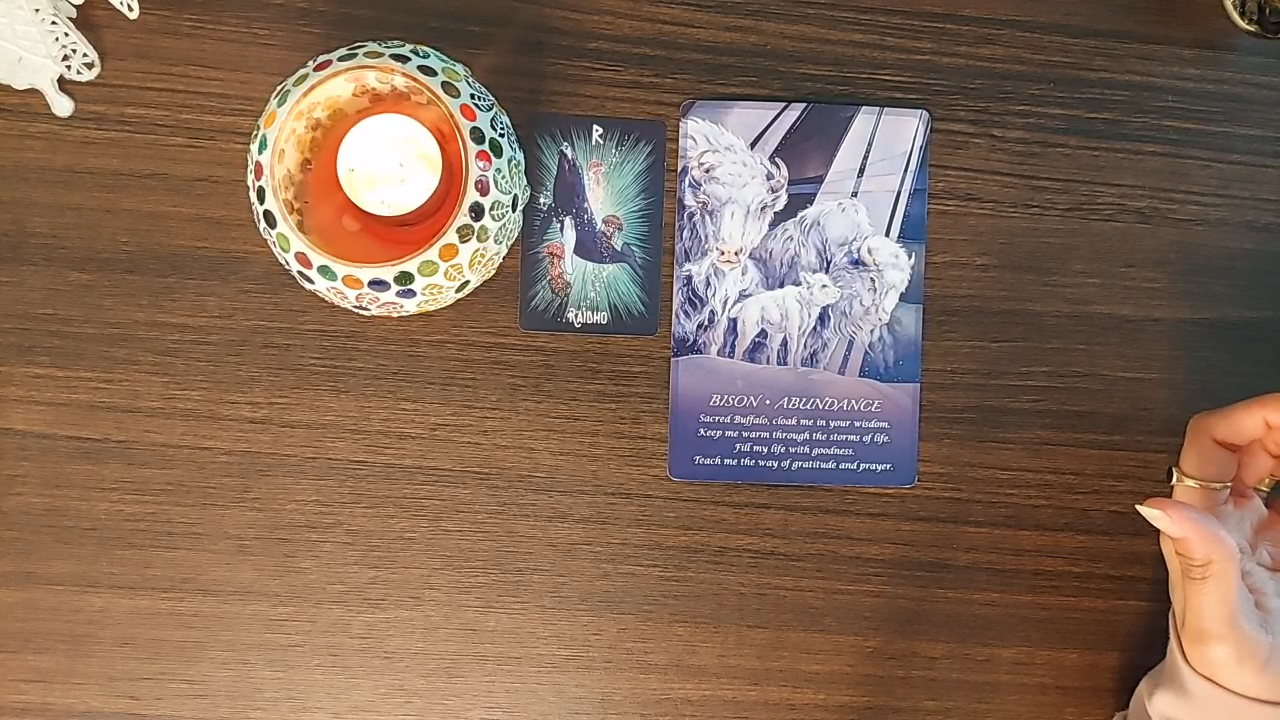 R
RAIDHO
BISON • ABUNDANCE
Sacred Buffalo, cloak me in your wisdom.
Keep me warm through the storms of life.
Fill my life with goodness.
Teach me the way of gratitude and prayer.